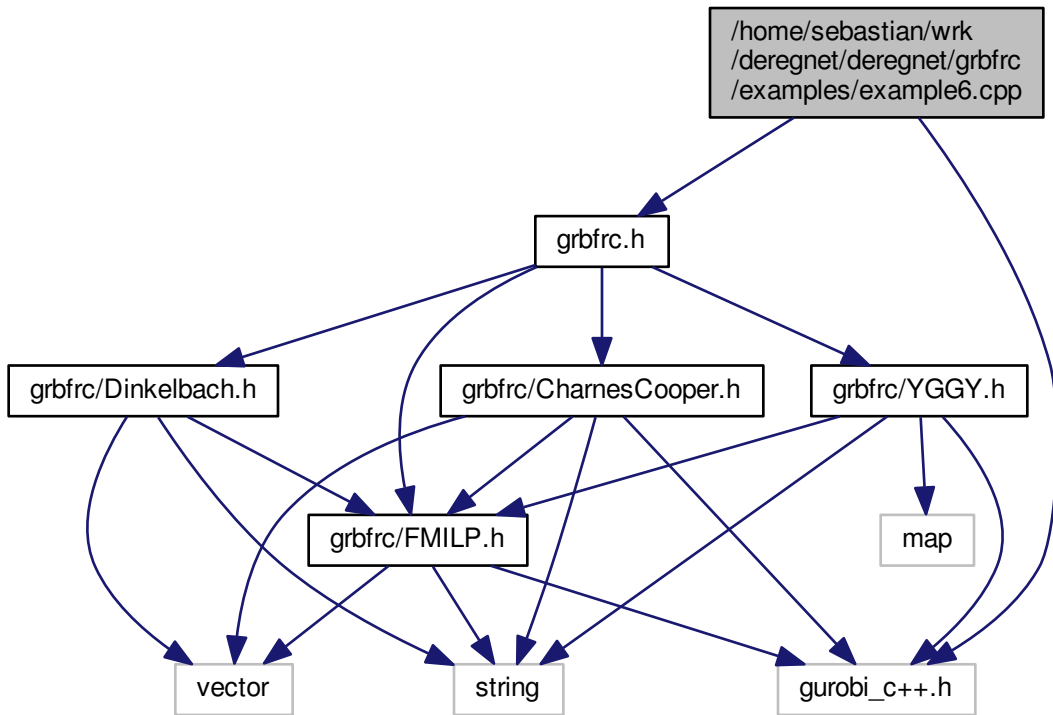 /home/sebastian/wrk
/deregnet/deregnet/grbfrc
/examples/example6.cpp
grbfrc.h
grbfrc/Dinkelbach.h
grbfrc/CharnesCooper.h
grbfrc/YGGY.h
grbfrc/FMILP.h
map
vector
string
gurobi_c++.h